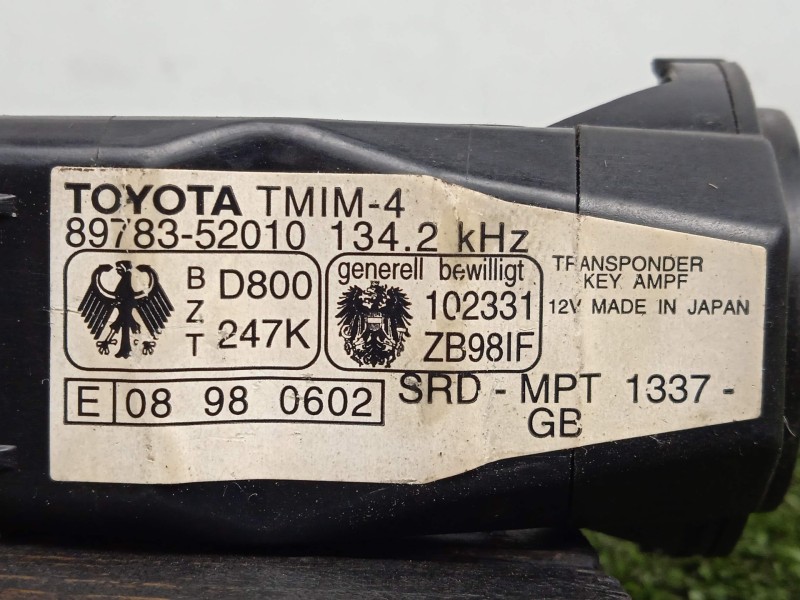 TOYOTA TMIM-4
89783-52010 134.2 kHz
BZT D800
247K
generell bewilligt
102331
ZB98IF
TRANSPONDER
KEY AMPF
12V MADE IN JAPAN
E 08 98 0602
SRD - MPT 1337 -
GB